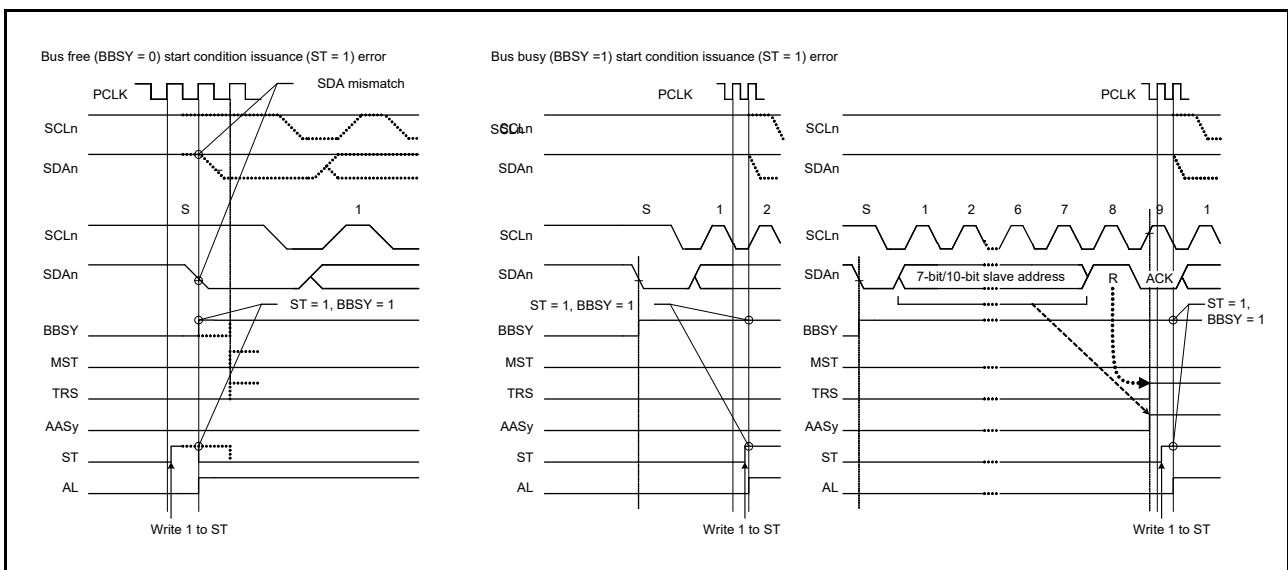 Bus free (BBSY = 0) start condition issuance (ST = 1) error
PCLK
SDA mismatch
SCLn
SDAn
S 1
SCLn
SDAn
ST = 1, BBSY = 1
BBSY
MST
TRS
AASy
ST
AL
Write 1 to ST
Bus busy (BBSY =1) start condition issuance (ST = 1) error
PCLK
SCLn
SDAn
S 1 2
SCLn
SDAn
ST = 1, BBSY = 1
BBSY
MST
TRS
AASy
ST
AL
Write 1 to ST
PCLK
SCLn
SDAn
S 1 2 6 7 8 9 1
SCLn
SDAn
7-bit/10-bit slave address R ACK
ST = 1,
BBSY = 1
BBSY
MST
TRS
AASy
ST
AL
Write 1 to ST